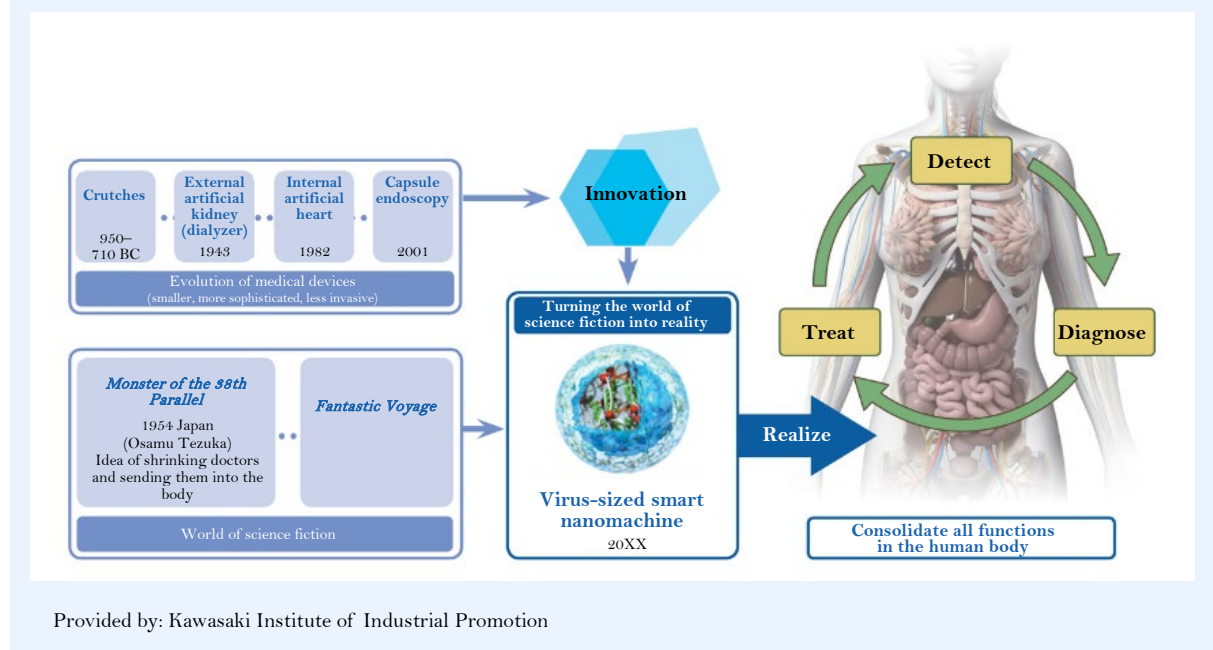 Crutches
950–
710 BC
External
artificial
kidney
(dialyzer)
1943
Internal
artificial
heart
1982
Capsule
endoscopy
2001
Evolution of medical devices
(smaller, more sophisticated, less invasive)
Monster of the 38th
Parallel
1954 Japan
(Osamu Tezuka)
Idea of shrinking doctors
and sending them into the
body
Fantastic Voyage
World of science fiction
Innovation
Turning the world of
science fiction into reality
Virus-sized smart
nanomachine
20XX
Realize
Detect
Diagnose
Treat
Consolidate all functions
in the human body
Provided by: Kawasaki Institute of Industrial Promotion